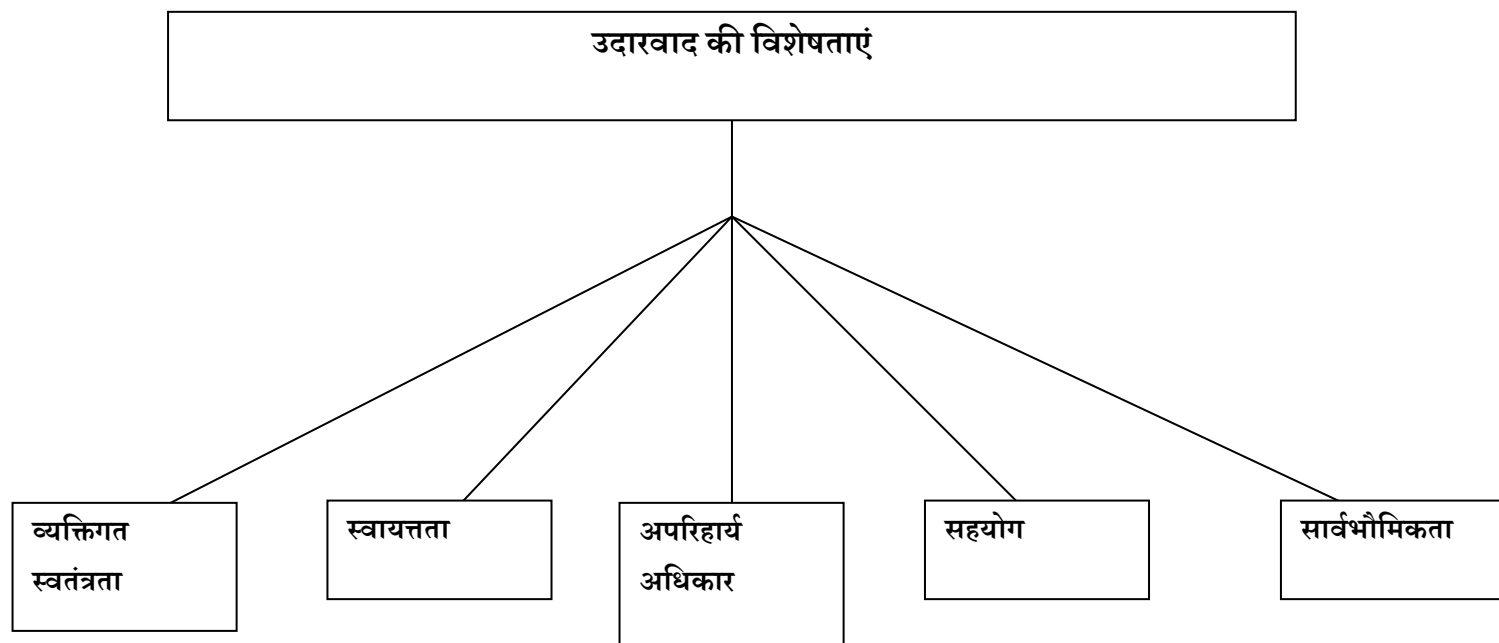 उदारवाद की विशेषताएं
व्यक्तिगत
स्वतंत्रता
स्वायत्तता
अपरिहार्य
अधिकार
सहयोग
सार्वभौमिकता